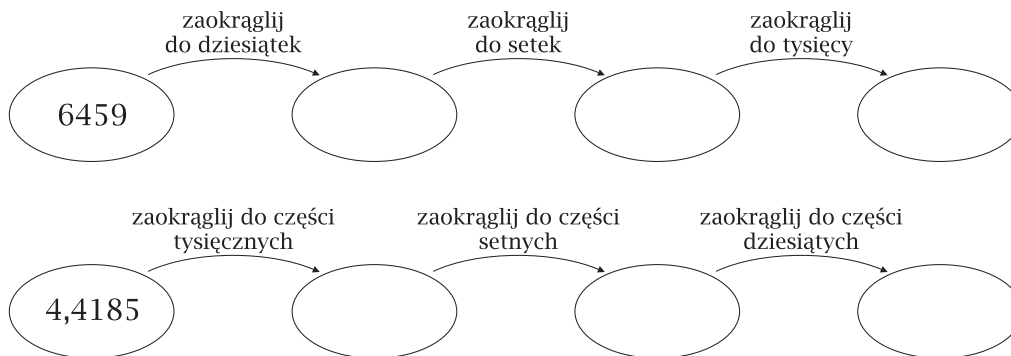 zaokrąglij
do dziesiątek
zaokrąglij
do setek
zaokrąglij
do tysięcy
6459
zaokrąglij do części
tysięcznych
zaokrąglij do części
setnych
zaokrąglij do części
dziesiątych
4,4185